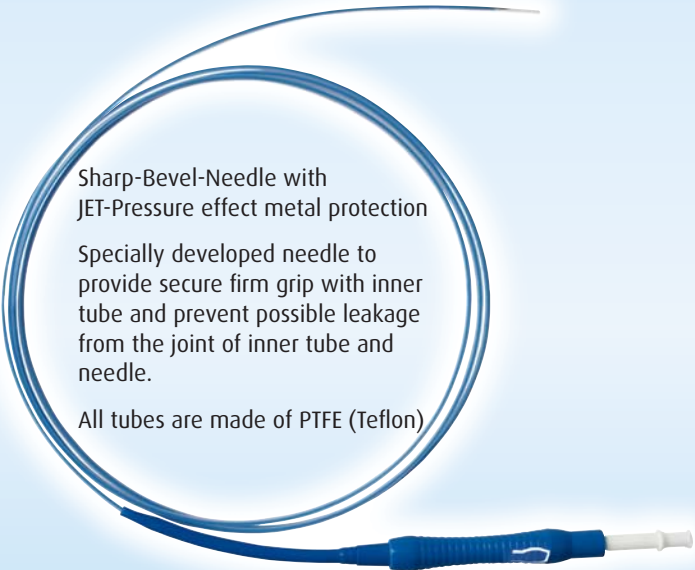 Sharp-Bevel-Needle with
JET-Pressure effect metal protection
Specially developed needle to
provide secure firm grip with inner
tube and prevent possible leakage
from the joint of inner tube and
needle.
All tubes are made of PTFE (Teflon)